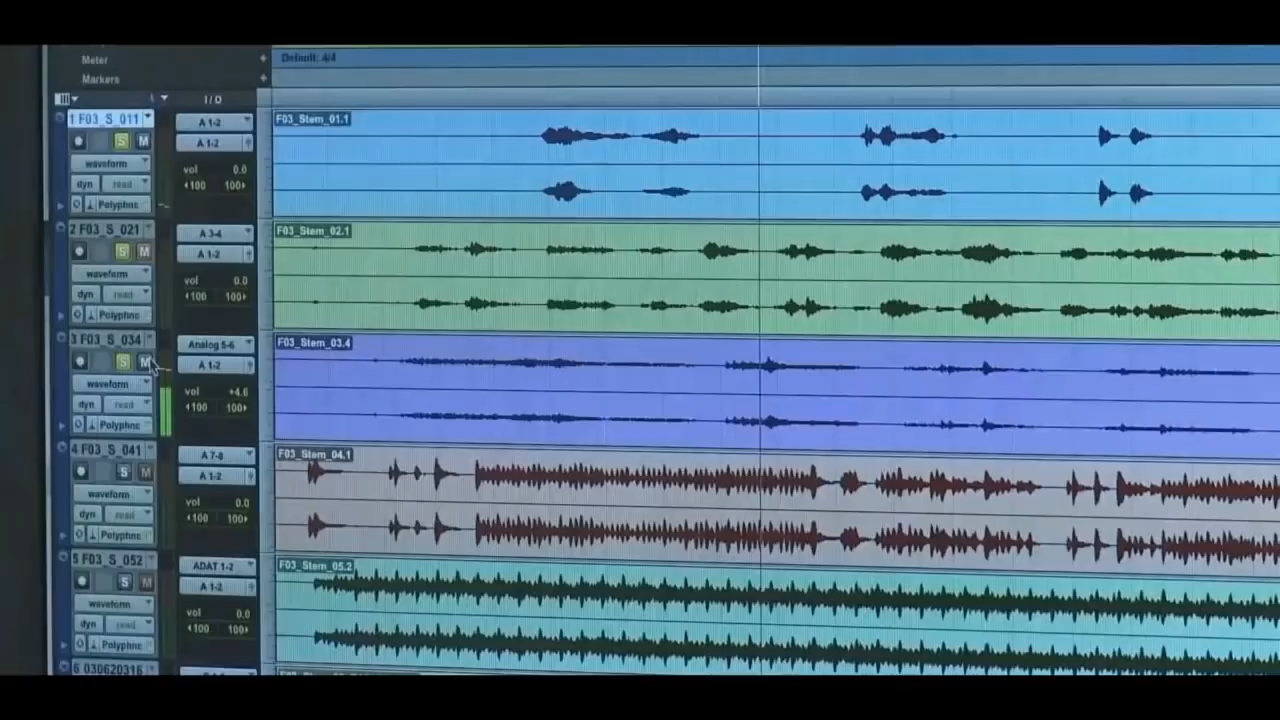 Meter
Default: 4/4
Markers
I / O
1 F03_S_011
A 1-2
F03_Stem_01.1
S M
A 1-2
waveform
vol 0.0
dyn read
100 100
Polyphnc
2 F03_S_021
A 3-4
F03_Stem_02.1
S M
A 1-2
waveform
vol 0.0
dyn read
100 100
Polyphnc
3 F03_S_034
Analog 5-6
F03_Stem_03.4
S M
A 1-2
waveform
vol +4.6
dyn read
100 100
Polyphnc
4 F03_S_041
A 7-8
F03_Stem_04.1
S M
A 1-2
waveform
vol 0.0
dyn read
100 100
Polyphnc
5 F03_S_052
ADAT 1-2
F03_Stem_05.2
S M
A 1-2
waveform
vol 0.0
dyn read
100 100
Polyphnc
6 030620316